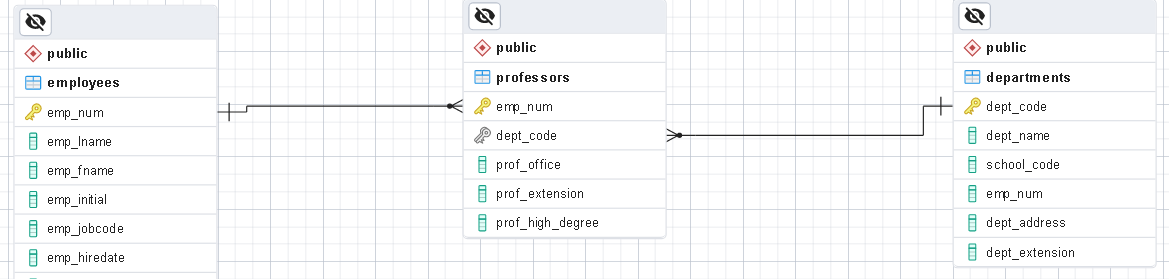 public
employees
emp_num
emp_lname
emp_fname
emp_initial
emp_jobcode
emp_hiredate
public
professors
emp_num
dept_code
prof_office
prof_extension
prof_high_degree
public
departments
dept_code
dept_name
school_code
emp_num
dept_address
dept_extension